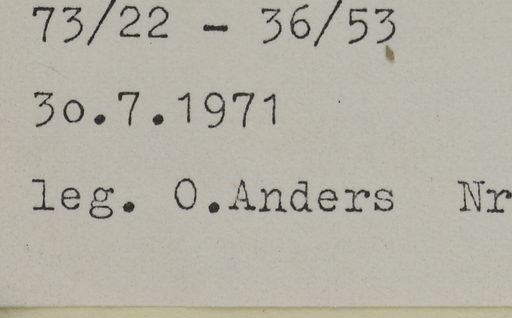 73/22 - 36/53
3o.7.1971
leg. O.Anders Nr